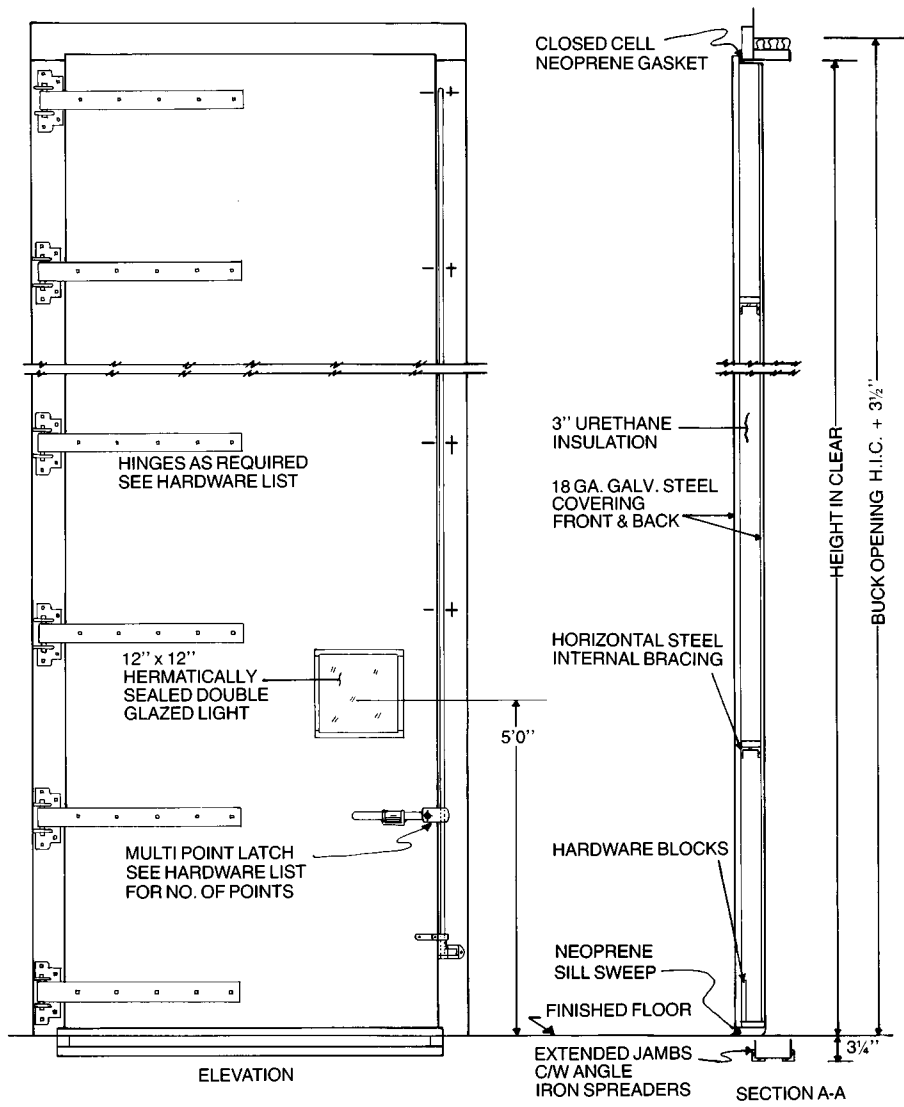 CLOSED CELL
NEOPRENE GASKET
HINGES AS REQUIRED
SEE HARDWARE LIST
3" URETHANE
INSULATION
18 GA. GALV. STEEL
COVERING
FRONT & BACK
HEIGHT IN CLEAR
BUCK OPENING H.I.C. + 3½"
12" x 12"
HERMATICALLY
SEALED DOUBLE
GLAZED LIGHT
HORIZONTAL STEEL
INTERNAL BRACING
5'0"
MULTI POINT LATCH
SEE HARDWARE LIST
FOR NO. OF POINTS
HARDWARE BLOCKS
NEOPRENE
SILL SWEEP
FINISHED FLOOR
3¼"
EXTENDED JAMBS
C/W ANGLE
IRON SPREADERS
ELEVATION
SECTION A-A